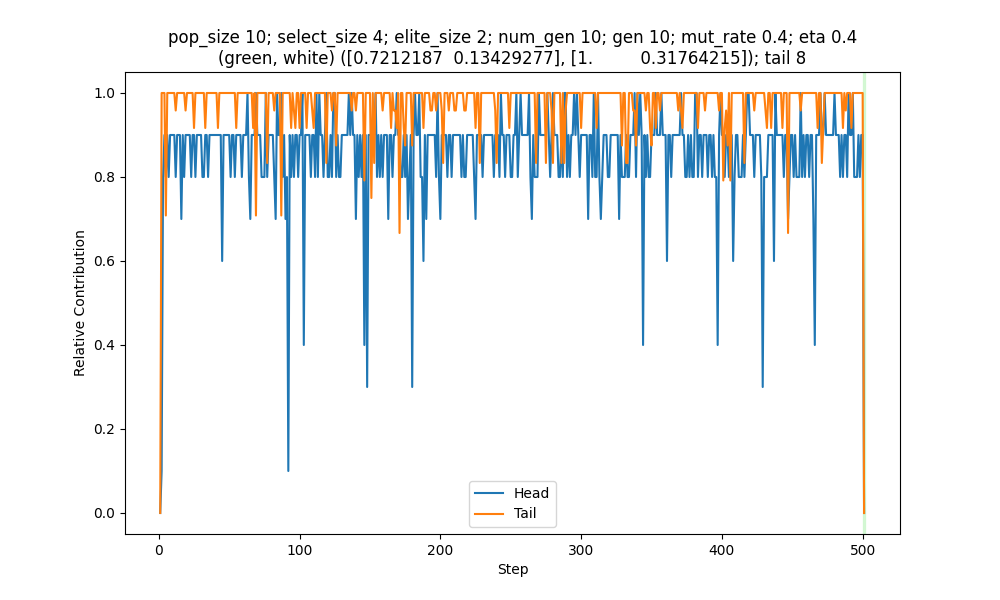 pop_size 10; select_size 4; elite_size 2; num_gen 10; gen 10; mut_rate 0.4; eta 0.4
(green, white) ([0.7212187  0.13429277], [1.         0.31764215]); tail 8
1.0
0.8
0.6
0.4
0.2
0.0
Relative Contribution
Head
Tail
0
100
200
300
400
500
Step